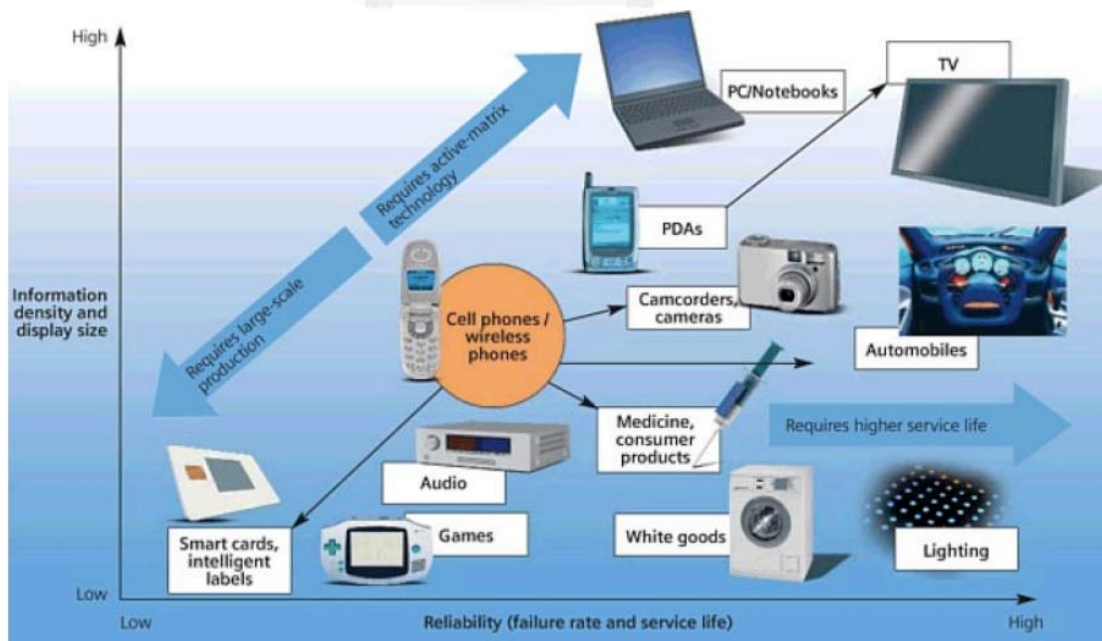 High
TV
PC/Notebooks
Requires active-matrix
technology
PDAs
Information
density and
display size
Requires large-scale
production
Cell phones /
wireless
phones
Camcorders,
cameras
Automobiles
Medicine,
consumer
products
Requires higher service life
Audio
Smart cards,
intelligent
labels
Games
White goods
Lighting
Low
Low
Reliability (failure rate and service life)
High